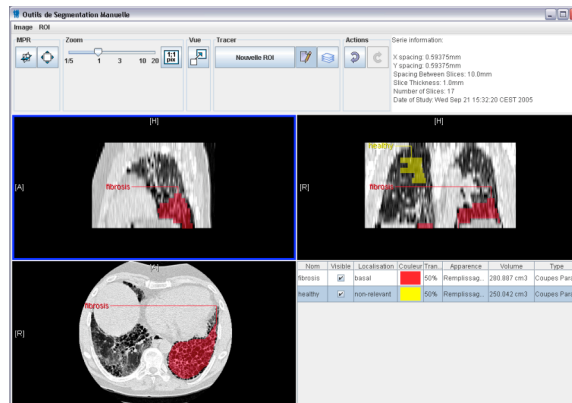 Outils de Segmentation Manuelle
Image ROI
MPR Zoom Vue Tracer Actions
1/5 1 3 10 20 1:1 pix
Nouvelle ROI
Serie information:
X spacing: 0.59375mm
Y spacing: 0.59375mm
Spacing Between Slices: 10.0mm
Slice Thickness: 1.0mm
Number of Slices: 17
Date of Study: Wed Sep 21 15:32:20 CEST 2005
[H]
[A]
fibrosis
[H]
healthy
[R]
fibrosis
[A]
fibrosis
[R]
Nom Visible Localisation Couleur Tran... Apparence Volume Type
fibrosis basal 50% Remplissag... 280.887 cm3 Coupes Parc
healthy non-relevant 50% Remplissag... 250.042 cm3 Coupes Parc